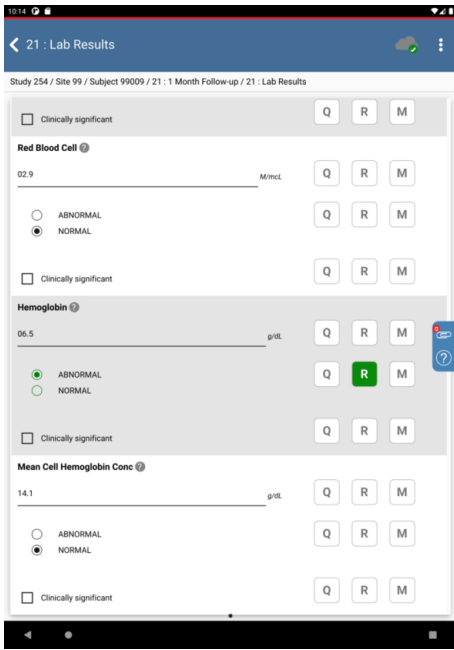 10:14
21 : Lab Results
Study 254 / Site 99 / Subject 99009 / 21 : 1 Month Follow-up / 21 : Lab Results
Clinically significant Q R M
Red Blood Cell ?
02.9 M/mcL Q R M
ABNORMAL Q R M
NORMAL
Clinically significant Q R M
Hemoglobin ?
06.5 g/dL Q R M
ABNORMAL Q R M
NORMAL
Clinically significant Q R M
Mean Cell Hemoglobin Conc ?
14.1 g/dL Q R M
ABNORMAL Q R M
NORMAL
Clinically significant Q R M
0
?